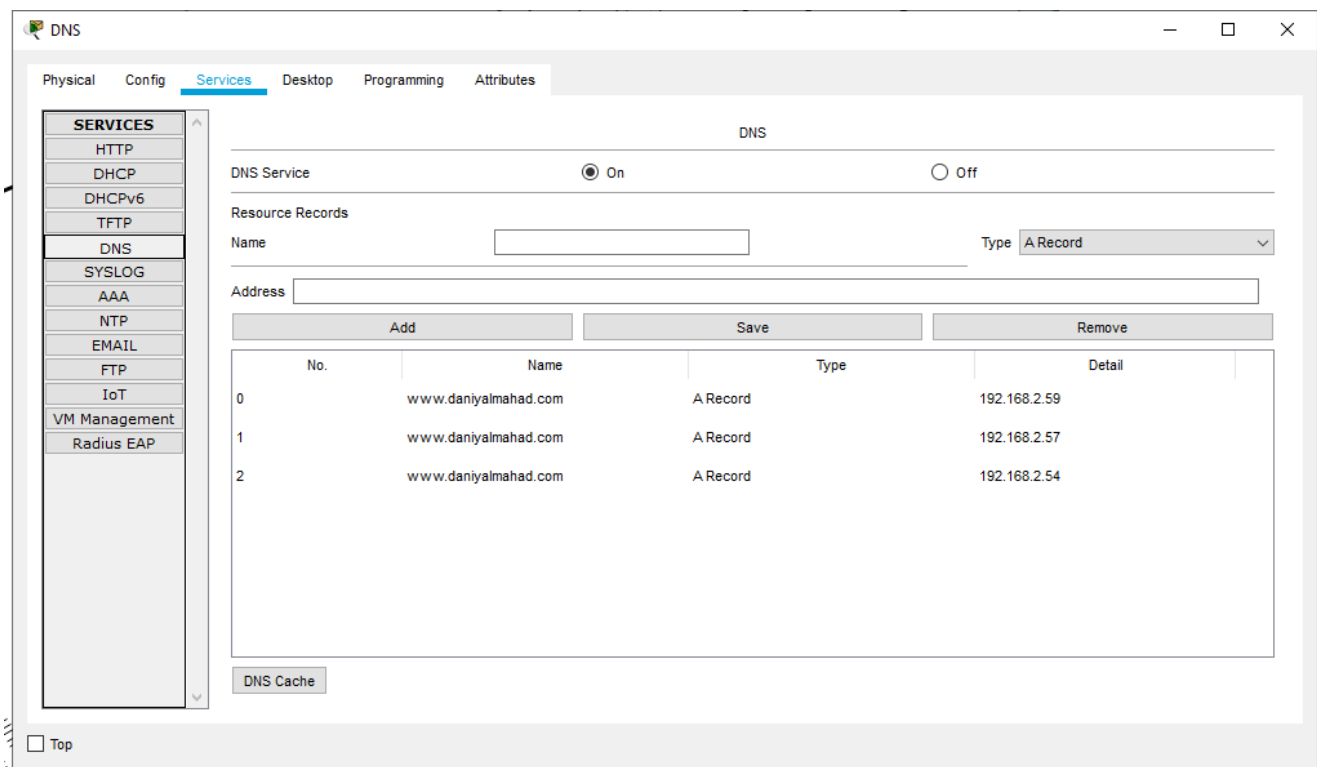 DNS
Physical Config Services Desktop Programming Attributes
SERVICES
HTTP
DHCP
DHCPv6
TFTP
DNS
SYSLOG
AAA
NTP
EMAIL
FTP
IoT
VM Management
Radius EAP
DNS
DNS Service On Off
Resource Records
Name Type A Record
Address
Add Save Remove
No. Name Type Detail
0 www.daniyalmahad.com A Record 192.168.2.59
1 www.daniyalmahad.com A Record 192.168.2.57
2 www.daniyalmahad.com A Record 192.168.2.54
DNS Cache
Top